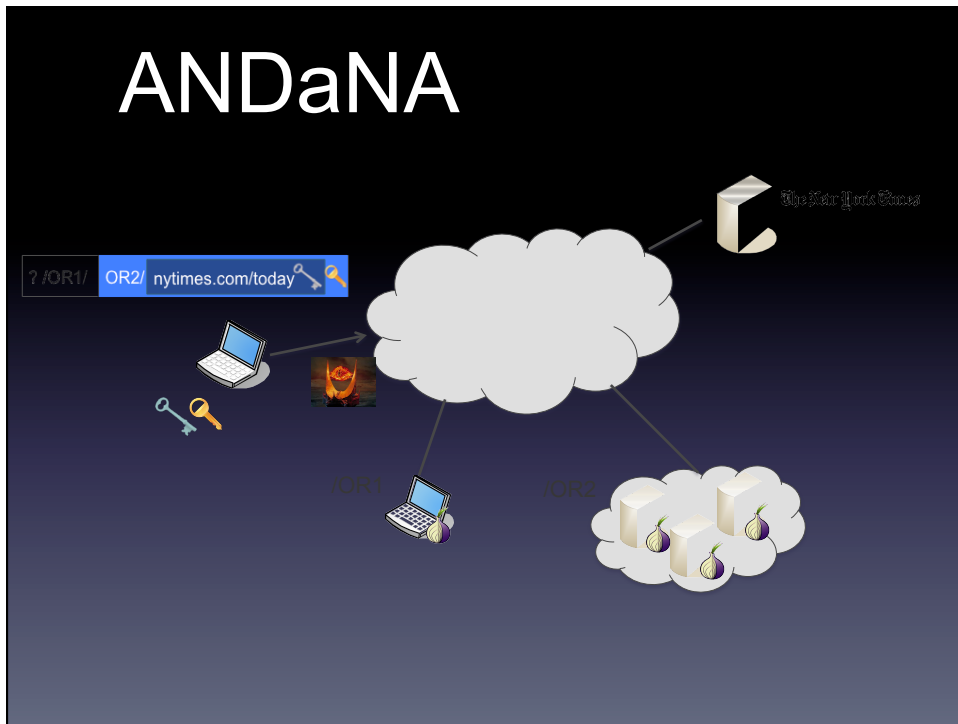 ANDaNA
The New York Times
? /OR1/ OR2/ nytimes.com/today
/OR1
/OR2